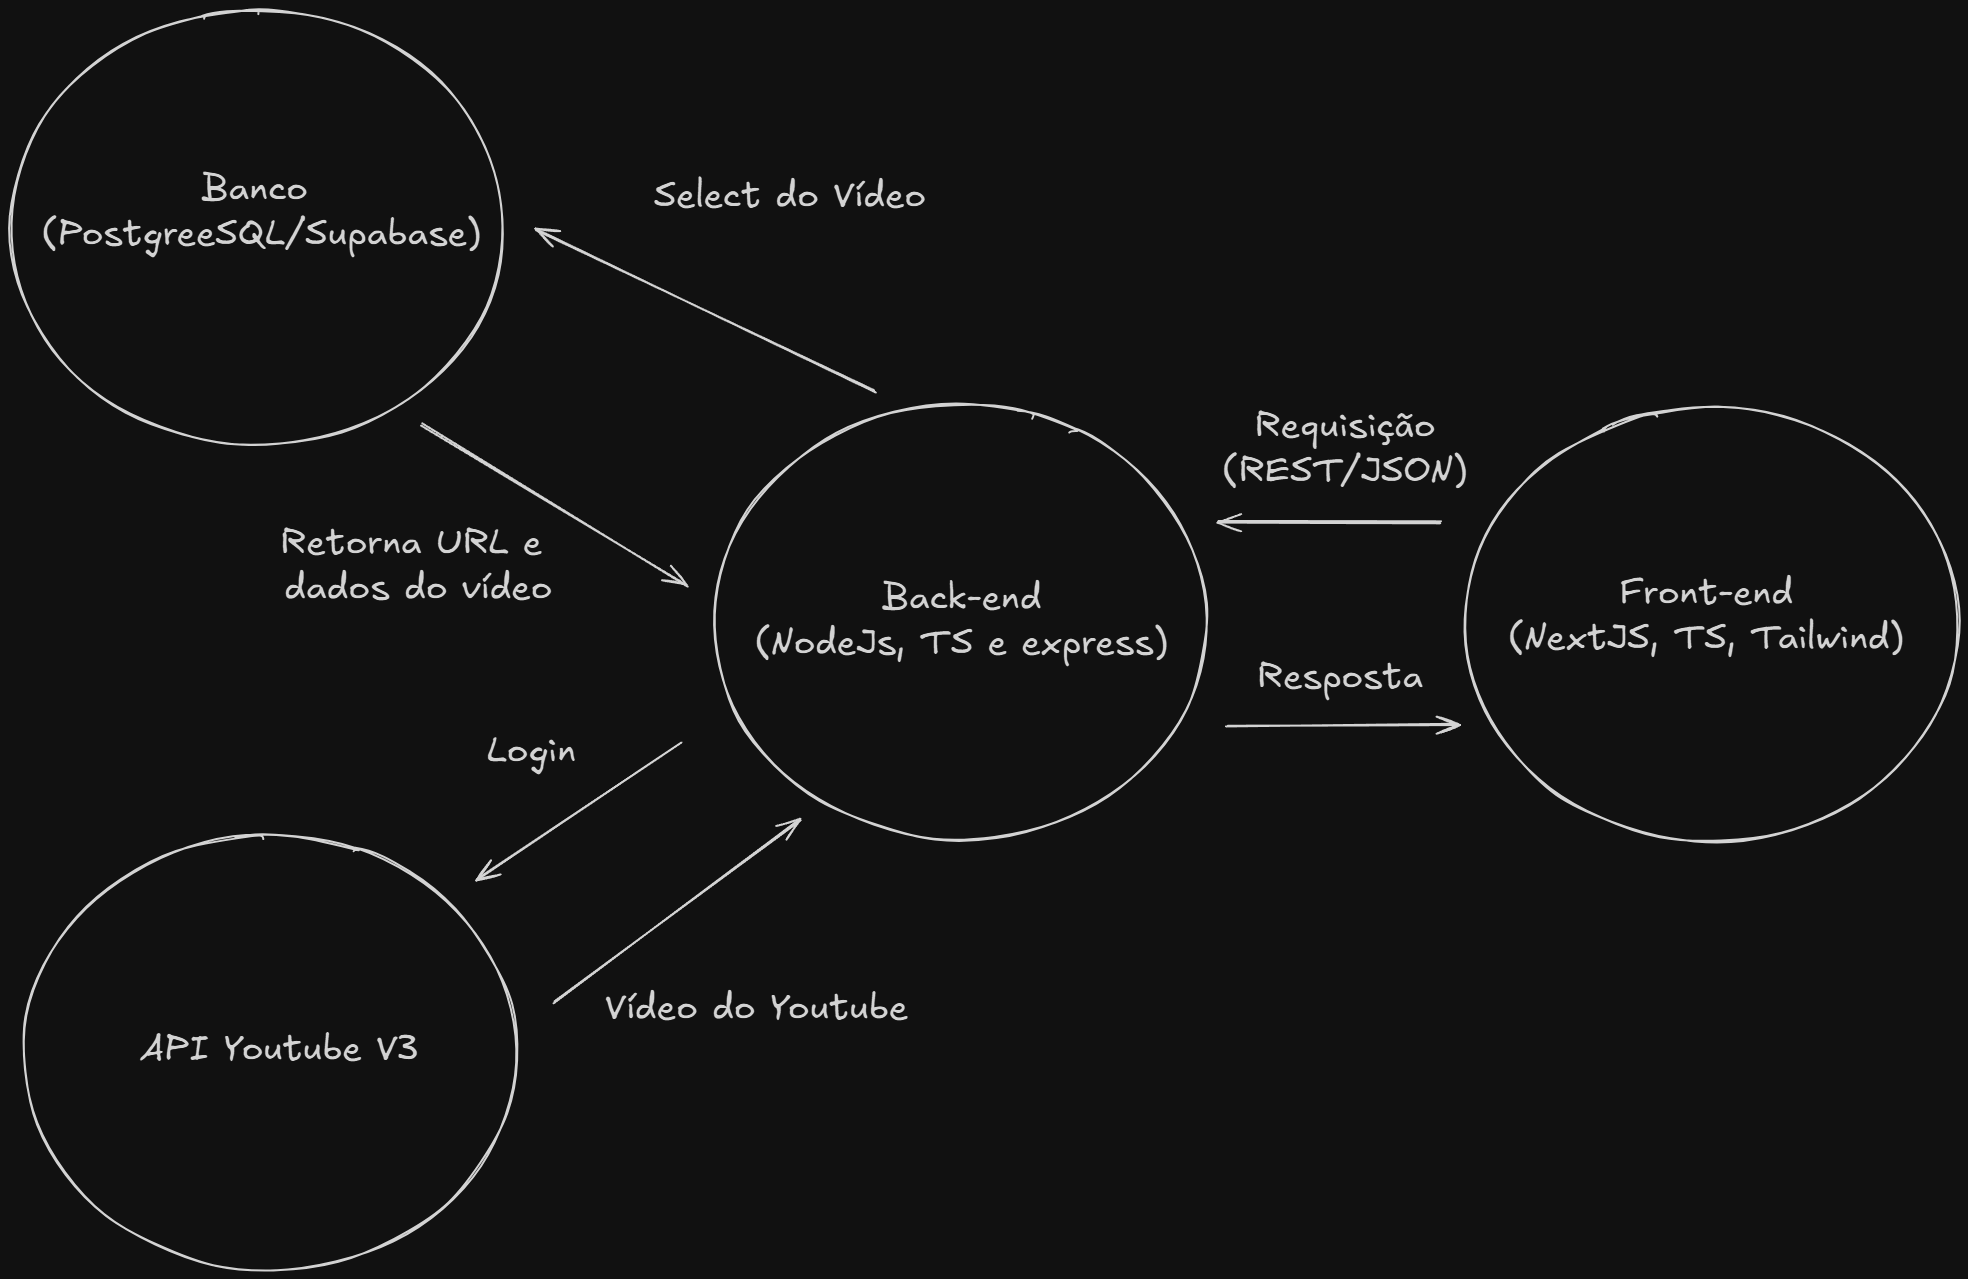 Banco
(PostgreeSQL/Supabase)
Select do Vídeo
Retorna URL e
dados do vídeo
Back-end
(NodeJs, TS e express)
Requisição
(REST/JSON)
Resposta
Front-end
(NextJS, TS, Tailwind)
Login
Vídeo do Youtube
API Youtube V3